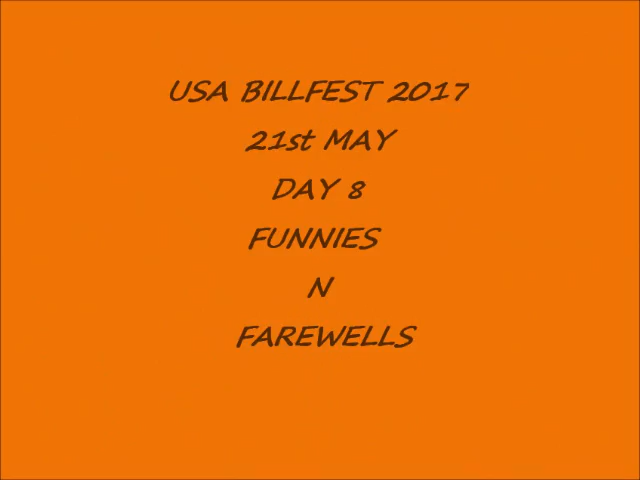 USA BILLFEST 2017
21st MAY
DAY 8
FUNNIES
N
FAREWELLS